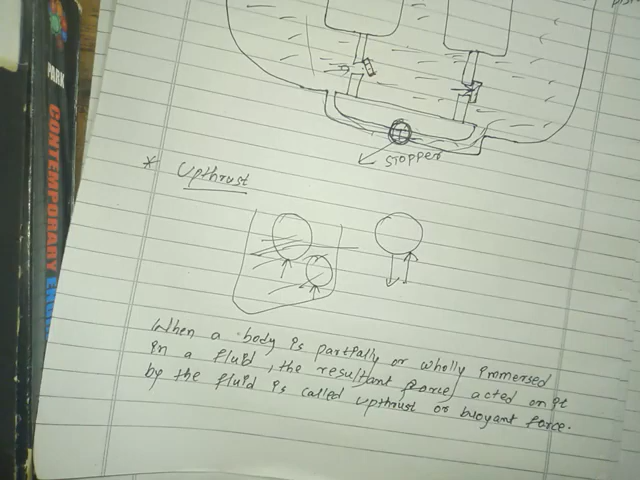 STOPPER
* Upthrust
When a body is partially or wholly immersed
in a fluid, the resultant force, acted on it
by the fluid is called upthrust or buoyant force.
PARK
CONTEMPORARY